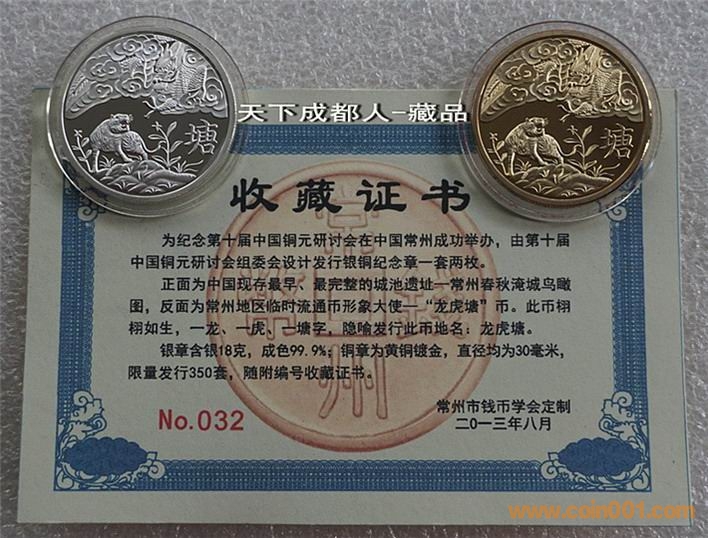 塘
塘
天下成都人-藏品
收藏证书
为纪念第十届中国铜元研讨会在中国常州成功举办，由第十届
中国铜元研讨会组委会设计发行银铜纪念章一套两枚。
正面为中国现存最早、最完整的城池遗址—常州春秋淹城鸟瞰
图，反面为常州地区临时流通币形象大使—“龙虎塘”币。此币栩
栩如生，一龙、一虎、一塘字，隐喻发行此币地名：龙虎塘。
银章含银18克，成色99.9%；铜章为黄铜镀金，直径均为30毫米，
限量发行350套，随附编号收藏证书。
No.032
常州市钱币学会定制
二〇一三年八月
www.coin001.com